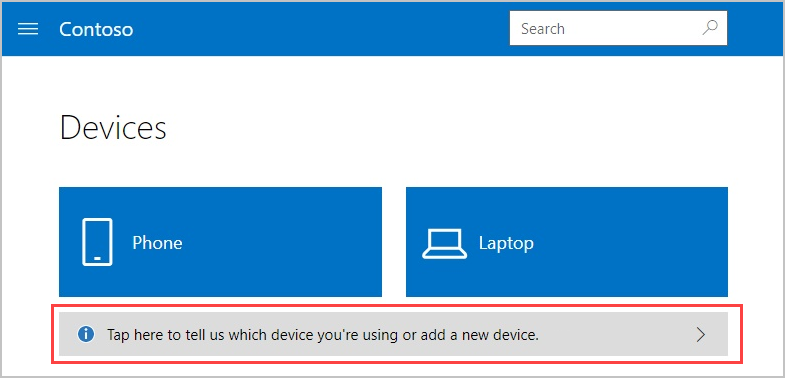 Contoso
Search
Devices
Phone
Laptop
Tap here to tell us which device you're using or add a new device.